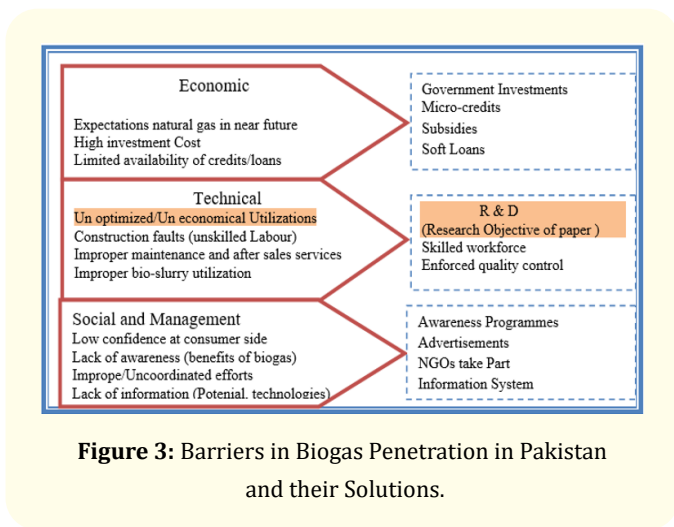 Economic
Expectations natural gas in near future
High investment Cost
Limited availability of credits/loans
Government Investments
Micro-credits
Subsidies
Soft Loans
Technical
Un optimized/Un economical Utilizations
Construction faults (unskilled Labour)
Improper maintenance and after sales services
Improper bio-slurry utilization
R & D
(Research Objective of paper )
Skilled workforce
Enforced quality control
Social and Management
Low confidence at consumer side
Lack of awareness (benefits of biogas)
Imprope/Uncoordinated efforts
Lack of information (Potenial. technologies)
Awareness Programmes
Advertisements
NGOs take Part
Information System
Figure 3: Barriers in Biogas Penetration in Pakistan
and their Solutions.